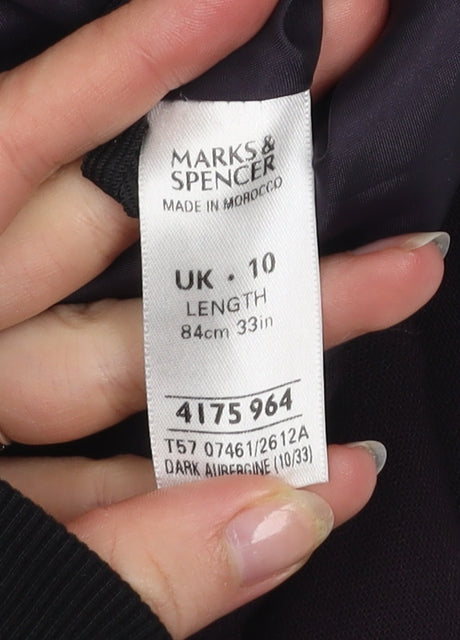 MARKS &
SPENCER
MADE IN MOROCCO
UK · 10
LENGTH
84cm 33in
4175 964
T57 07461/2612A
DARK AUBERGINE (10/33)